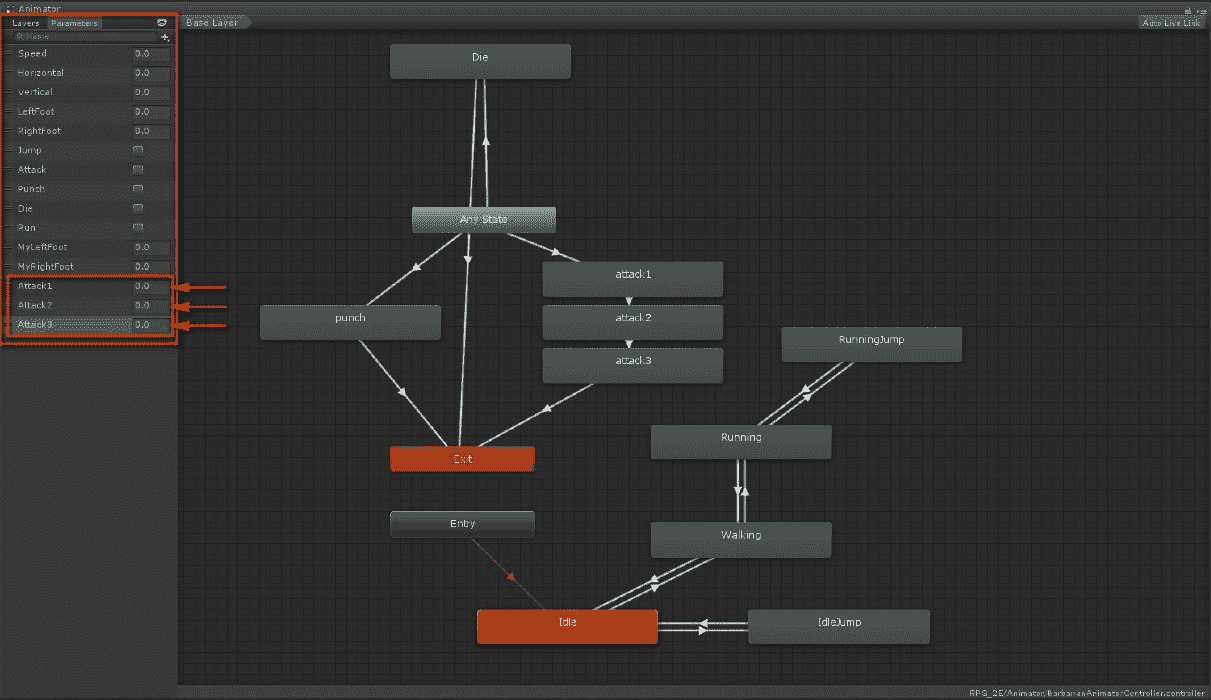 Animator
Layers Parameters
Base Layer
Auto Live Link
Name
Speed 0.0
Horizontal 0.0
Vertical 0.0
LeftFoot 0.0
RightFoot 0.0
Jump
Attack
Punch
Die
Run
MyLeftFoot 0.0
MyRightFoot 0.0
Attack1 0.0
Attack2 0.0
Attack3 0.0
Die
Any State
attack1
punch
attack2
attack3
RunningJump
Running
Exit
Entry
Walking
Idle
IdleJump
RPG_2E/Animator/BarbarianAnimatorController.controller